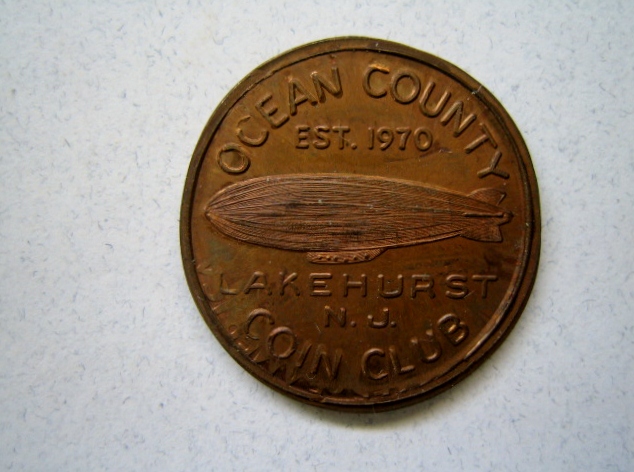 OCEAN COUNTY
EST. 1970
LAKEHURST
N. J.
COIN CLUB